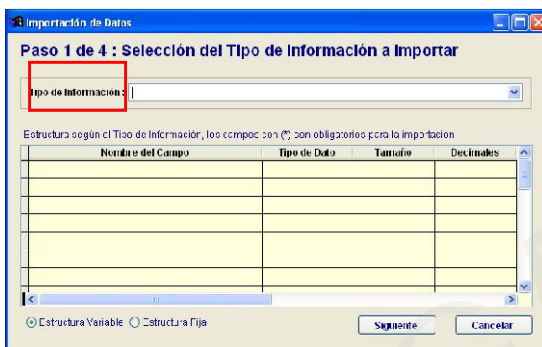 Importación de Datos
Paso 1 de 4 : Selección del Tipo de Información a Importar
Tipo de Información :
Estructura según el Tipo de Información, los campos con (*) son obligatorios para la importacion
Nombre del Campo Tipo de Dato Tamaño Decimales
Estructura Variable Estructura Fija Siguiente Cancelar